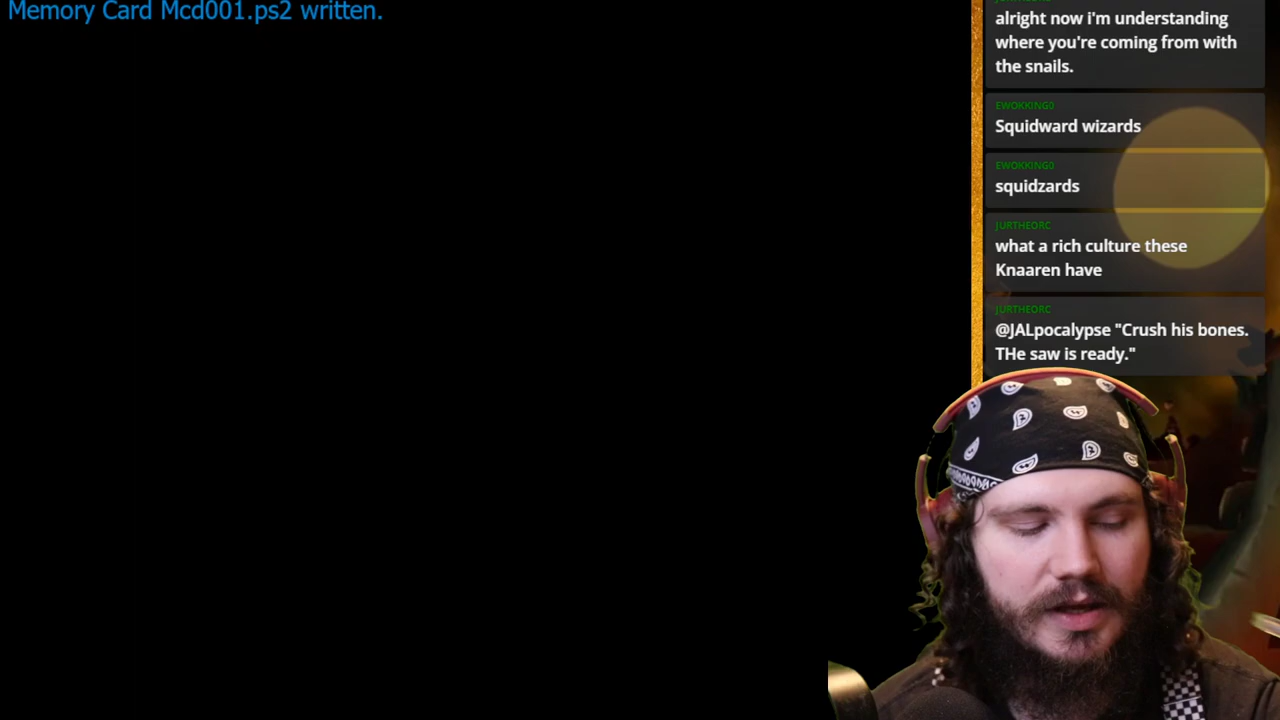 Memory Card Mcd001.ps2 written.
alright now i'm understanding
where you're coming from with
the snails.
EWOKKING0
Squidward wizards
EWOKKING0
squidzards
JURTHEORC
what a rich culture these
Knaaren have
JURTHEORC
@JALpocalypse "Crush his bones.
THe saw is ready."